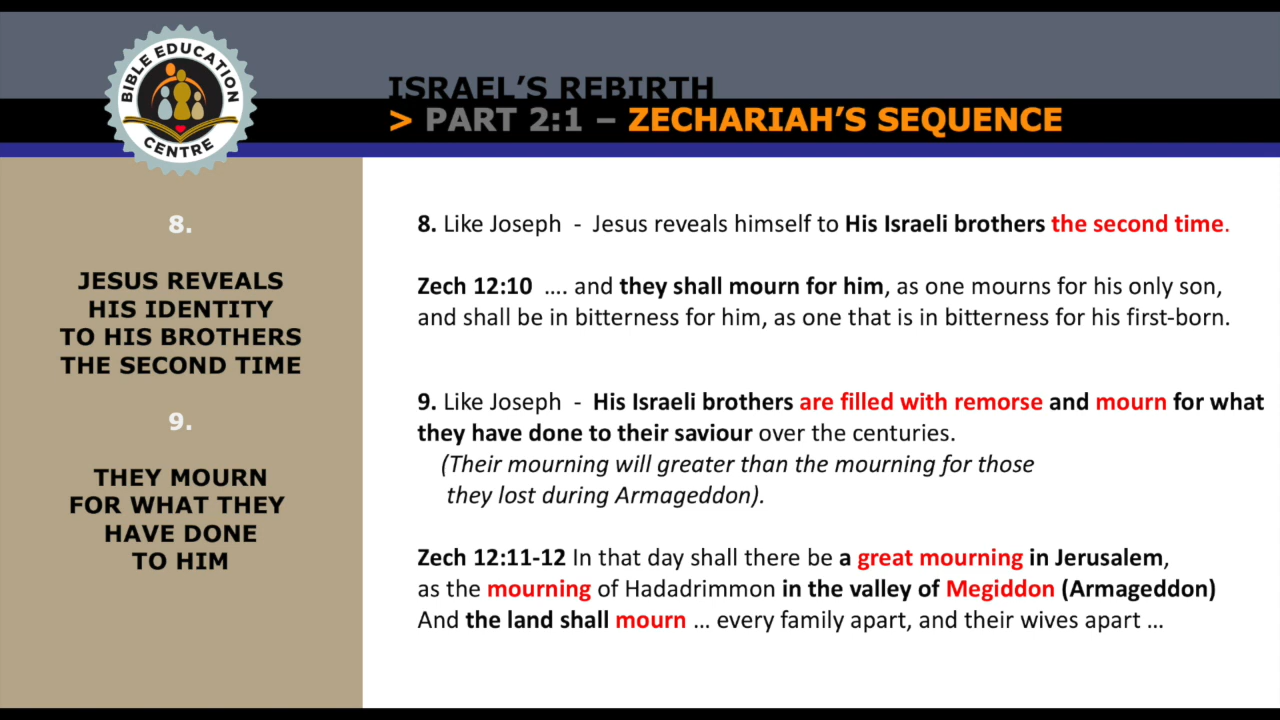 BIBLE EDUCATION
CENTRE
ISRAEL’S REBIRTH
> PART 2:1 – ZECHARIAH’S SEQUENCE
8.
JESUS REVEALS
HIS IDENTITY
TO HIS BROTHERS
THE SECOND TIME
9.
THEY MOURN
FOR WHAT THEY
HAVE DONE
TO HIM
8. Like Joseph - Jesus reveals himself to His Israeli brothers the second time.
Zech 12:10 .... and they shall mourn for him, as one mourns for his only son,
and shall be in bitterness for him, as one that is in bitterness for his first-born.
9. Like Joseph - His Israeli brothers are filled with remorse and mourn for what
they have done to their saviour over the centuries.
(Their mourning will greater than the mourning for those
they lost during Armageddon).
Zech 12:11-12 In that day shall there be a great mourning in Jerusalem,
as the mourning of Hadadrimmon in the valley of Megiddon (Armageddon)
And the land shall mourn ... every family apart, and their wives apart ...